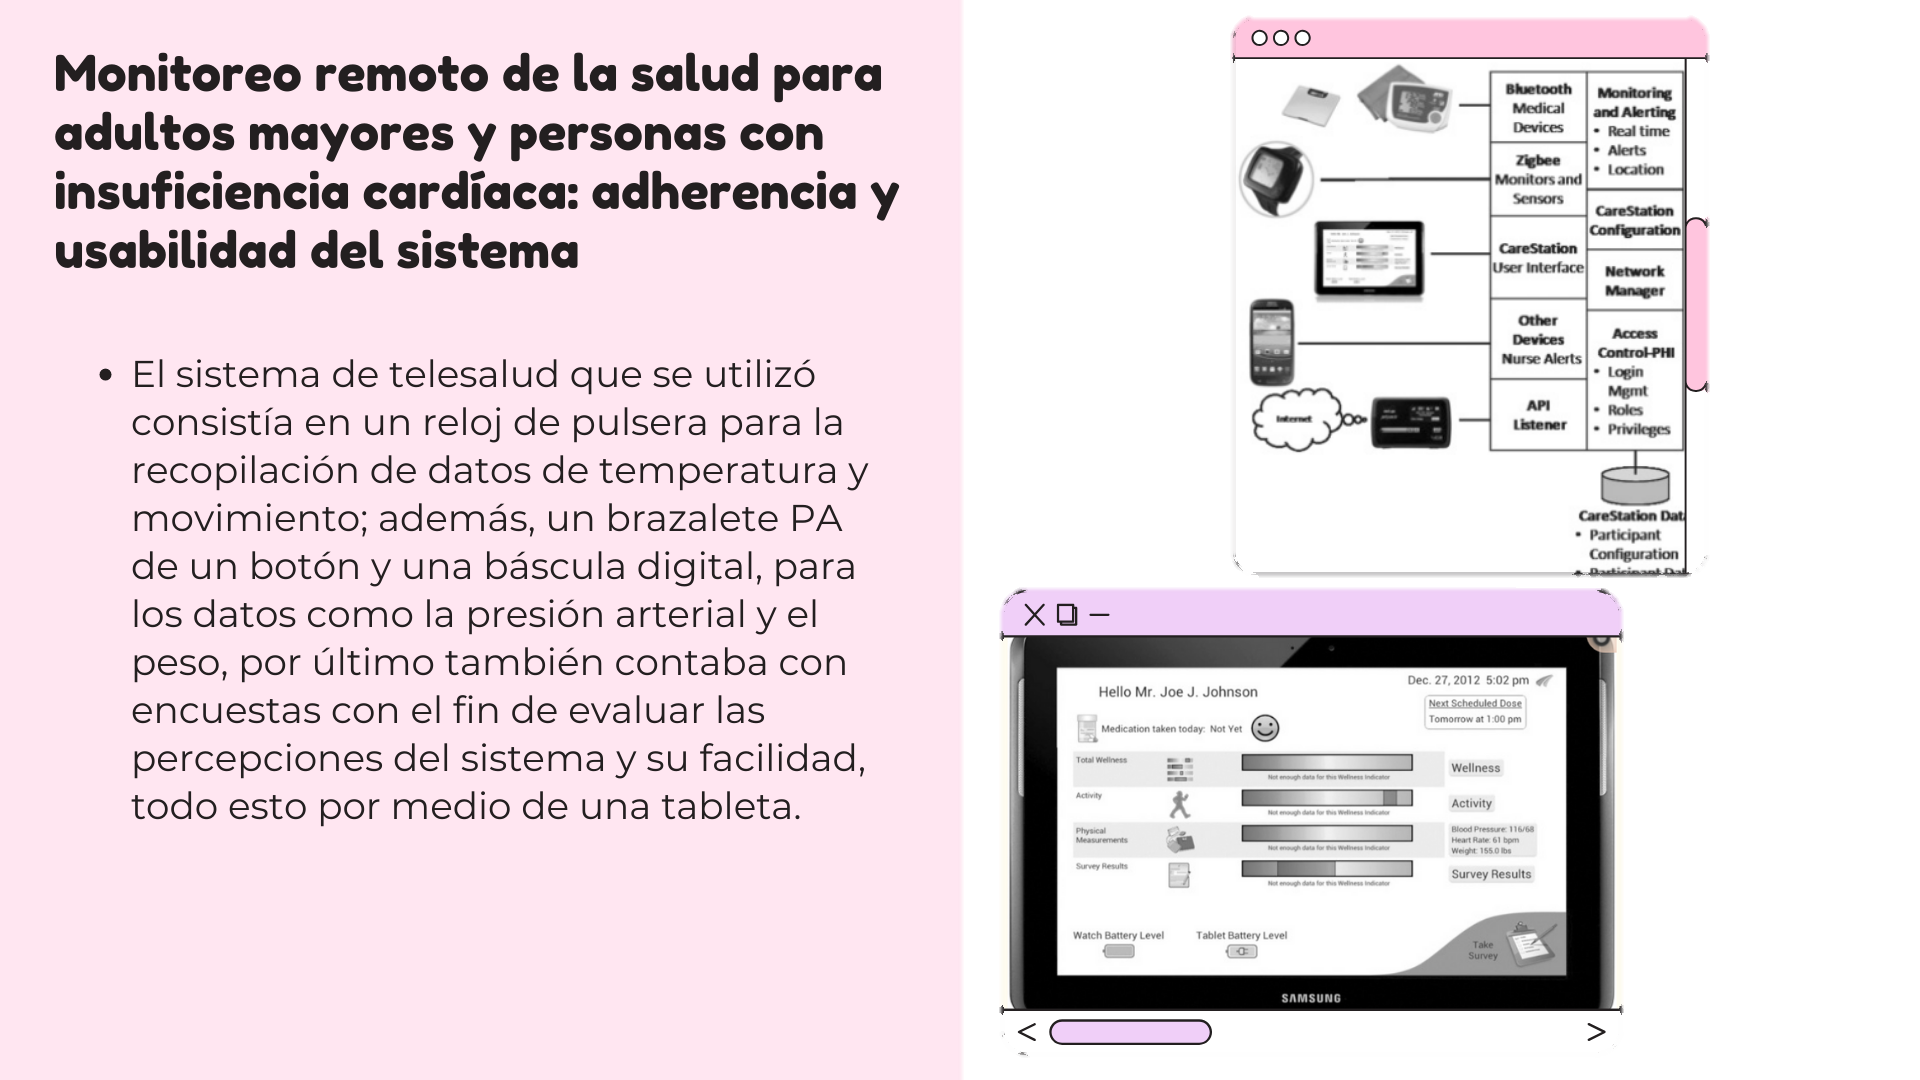 Monitoreo remoto de la salud para
adultos mayores y personas con
insuficiencia cardíaca: adherencia y
usabilidad del sistema
• El sistema de telesalud que se utilizó
consistía en un reloj de pulsera para la
recopilación de datos de temperatura y
movimiento; además, un brazalete PA
de un botón y una báscula digital, para
los datos como la presión arterial y el
peso, por último también contaba con
encuestas con el fin de evaluar las
percepciones del sistema y su facilidad,
todo esto por medio de una tableta.
Bluetooth
Medical
Devices
Zigbee
Monitors and
Sensors
CareStation
User Interface
Other
Devices
Nurse Alerts
API
Listener
Monitoring
and Alerting
• Real time
• Alerts
• Location
CareStation
Configuration
Network
Manager
Access
Control-PHI
• Login
Mgmt
• Roles
• Privileges
Internet
CareStation Data
• Participant
Configuration
• Participant Dat
Hello Mr. Joe J. Johnson
Dec. 27, 2012 5:02 pm
Next Scheduled Dose
Tomorrow at 1:00 pm
Medication taken today: Not Yet
Total Wellness
Not enough data for this Wellness Indicator
Wellness
Activity
Not enough data for this Wellness Indicator
Activity
Physical
Measurements
Not enough data for this Wellness Indicator
Blood Pressure: 116/68
Heart Rate: 61 bpm
Weight: 155.0 lbs
Survey Results
Not enough data for this Wellness Indicator
Survey Results
Watch Battery Level
Tablet Battery Level
Take
Survey
SAMSUNG